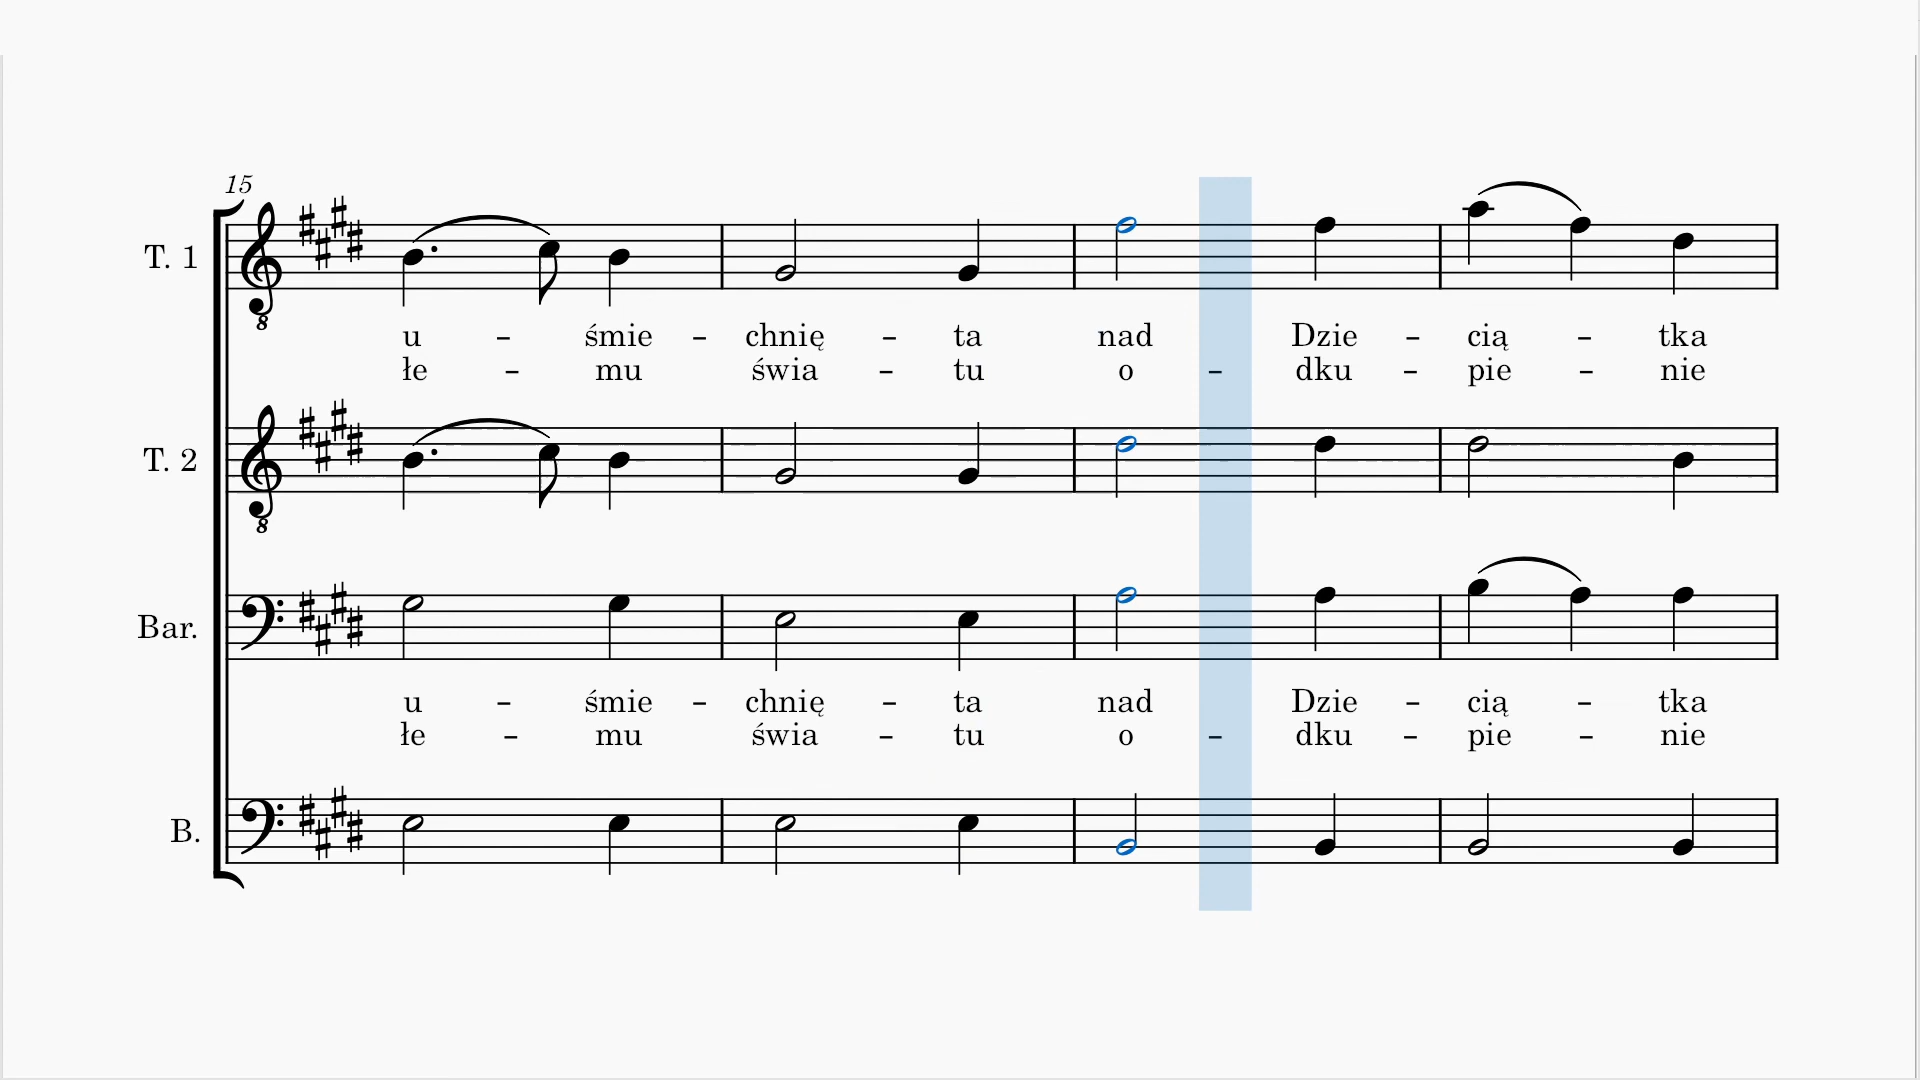 15
T. 1
u - śmie - chnię - ta nad Dzie - cią - tka
łe - mu świa - tu o - dku - pie - nie
T. 2
Bar.
u - śmie - chnię - ta nad Dzie - cią - tka
łe - mu świa - tu o - dku - pie - nie
B.